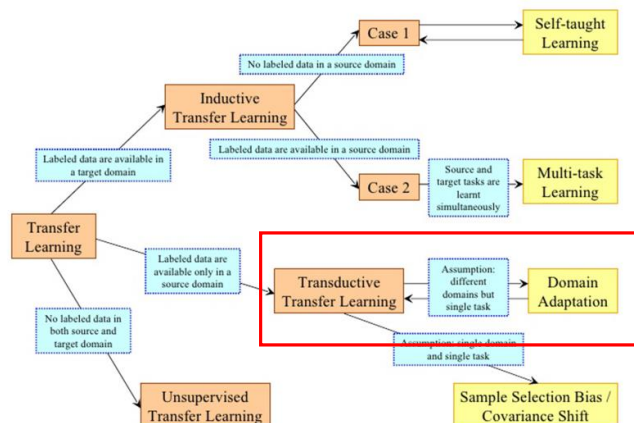 Case 1
Self-taught
Learning
No labeled data in a source domain
Inductive
Transfer Learning
Labeled data are available in a source domain
Labeled data are available in
a target domain
Case 2
Source and
target tasks are
learnt
simultaneously
Multi-task
Learning
Transfer
Learning
Labeled data are
available only in a
source domain
Transductive
Transfer Learning
Assumption:
different
domains but
single task
Domain
Adaptation
No labeled data in
both source and
target domain
Assumption: single domain
and single task
Unsupervised
Transfer Learning
Sample Selection Bias /
Covariance Shift